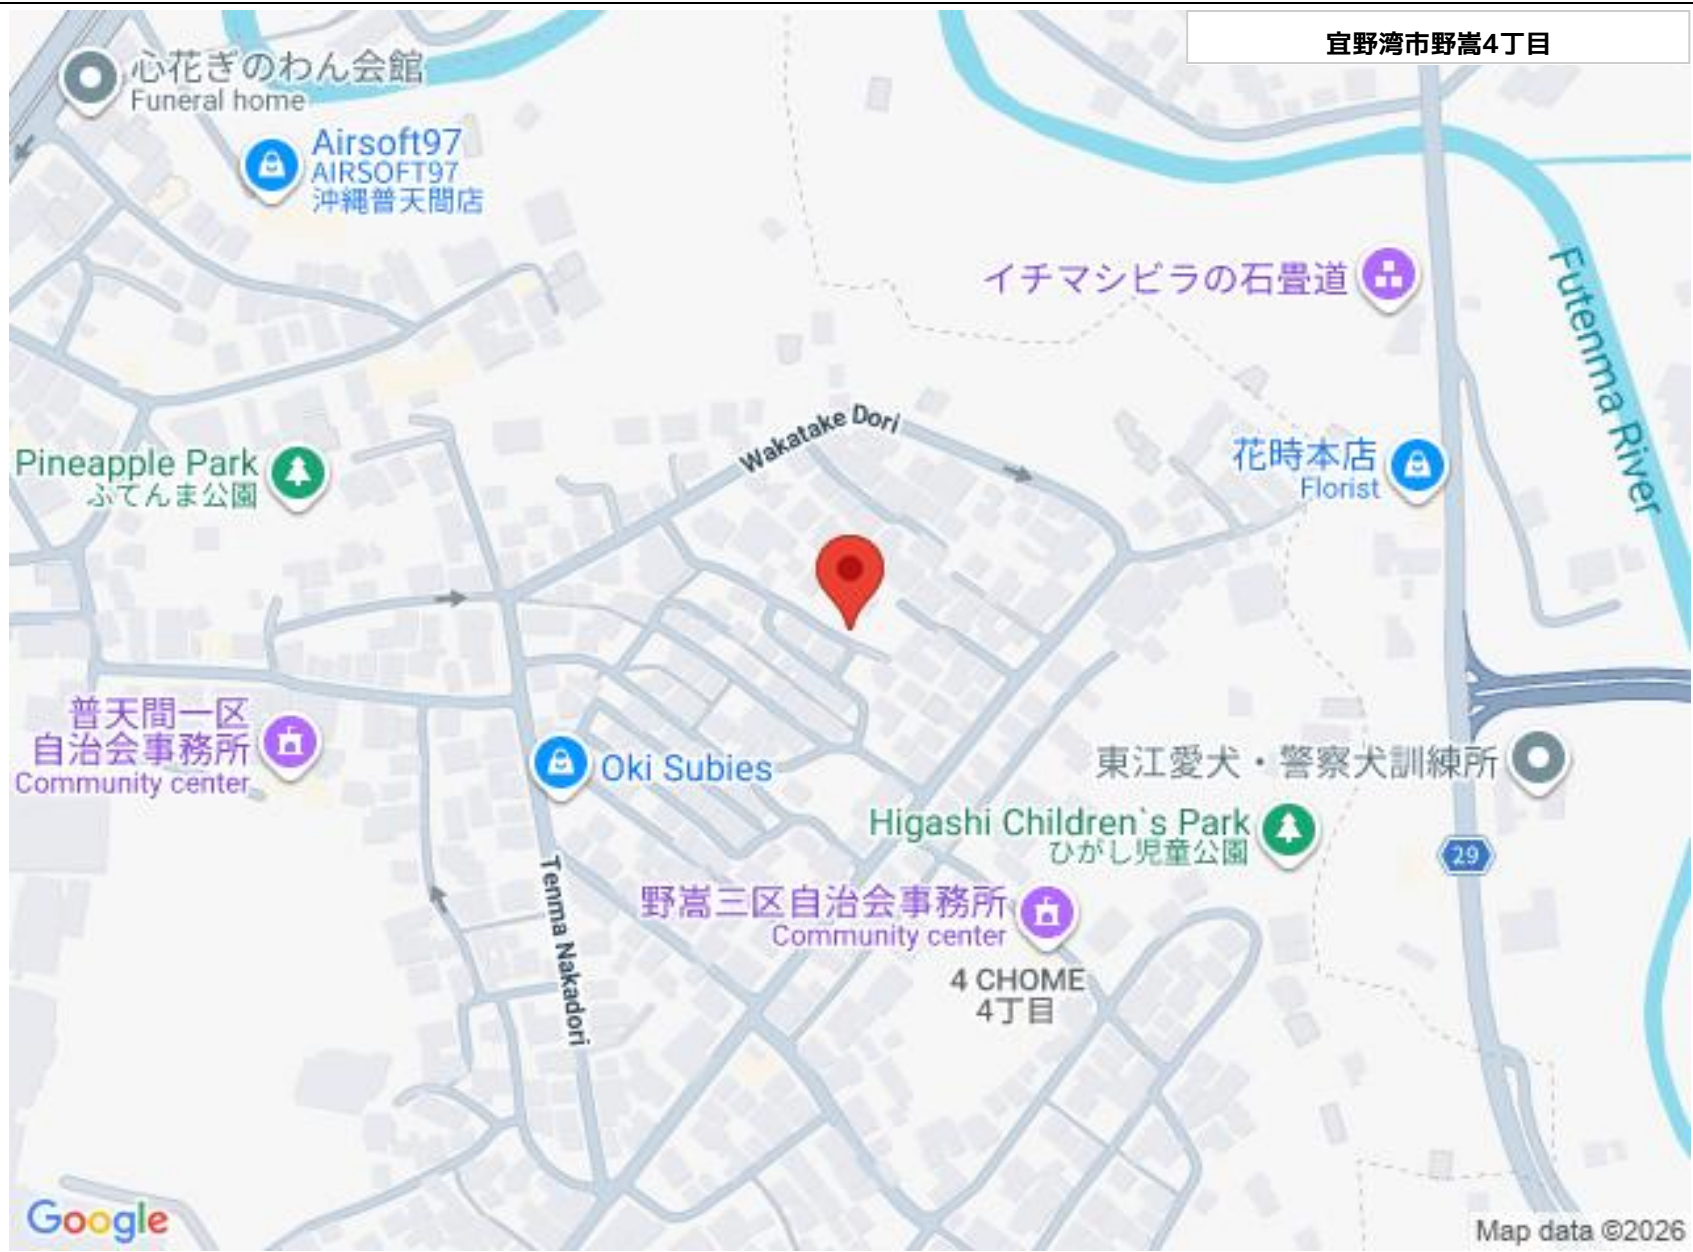 宜野湾市野嵩4丁目
心花ぎのわん会館
Funeral home
Airsoft97
AIRSOFT97
沖縄普天間店
イチマシビラの石畳道
Futenma River
Wakatake Dori
花時本店
Florist
Pineapple Park
ふてんま公園
普天間一区
自治会事務所
Community center
Oki Subies
東江愛犬・警察犬訓練所
Higashi Children`s Park
ひがし児童公園
29
野嵩三区自治会事務所
Community center
Tenma Nakadori
4 CHOME
4丁目
Google
Map data ©2026